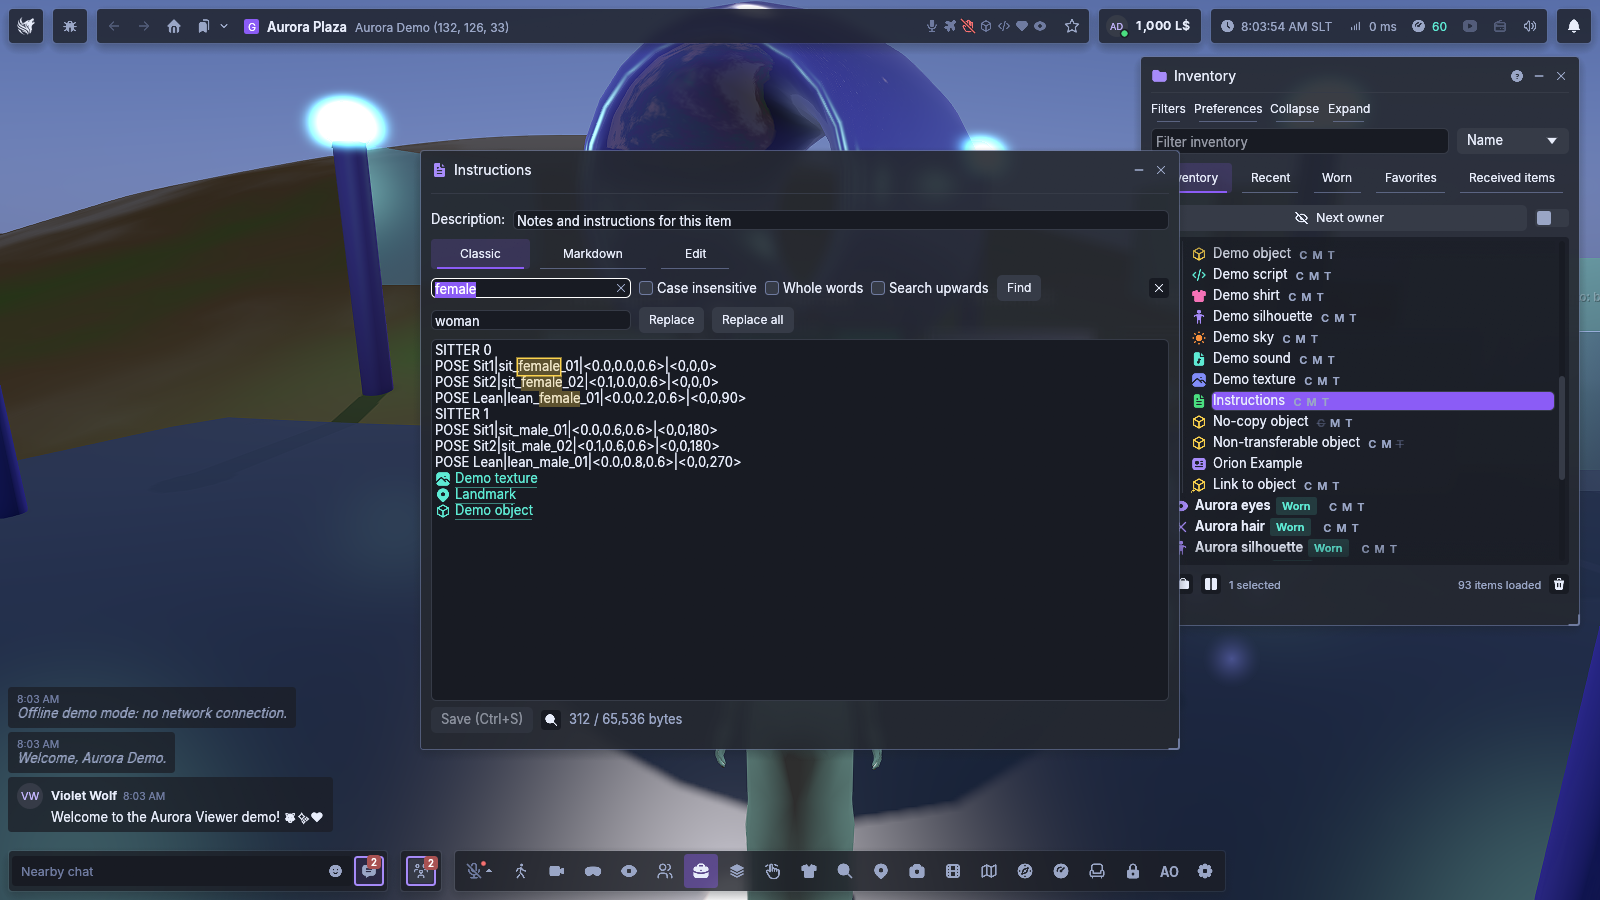 Aurora Plaza Aurora Demo (132, 126, 33)
AD 1,000 L$
8:03:54 AM SLT 0 ms 60
Inventory
Filters Preferences Collapse Expand
Filter inventory
Name
ventory Recent Worn Favorites Received items
Next owner
Demo object C M T
Demo script C M T
Demo shirt C M T
Demo silhouette C M T
Demo sky C M T
Demo sound C M T
Demo texture C M T
Instructions C M T
No-copy object C M T
Non-transferable object C M T
Orion Example
Link to object C M T
Aurora eyes Worn C M T
Aurora hair Worn C M T
Aurora silhouette Worn C M T
1 selected 93 items loaded
Instructions
Description: Notes and instructions for this item
Classic Markdown Edit
female Case insensitive Whole words Search upwards Find
woman Replace Replace all
SITTER 0
POSE Sit1|sit_female_01|<0.0,0.0,0.6>|<0,0,0>
POSE Sit2|sit_female_02|<0.1,0.0,0.6>|<0,0,0>
POSE Lean|lean_female_01|<0.0,0.2,0.6>|<0,0,90>
SITTER 1
POSE Sit1|sit_male_01|<0.0,0.6,0.6>|<0,0,180>
POSE Sit2|sit_male_02|<0.1,0.6,0.6>|<0,0,180>
POSE Lean|lean_male_01|<0.0,0.8,0.6>|<0,0,270>
Demo texture
Landmark
Demo object
Save (Ctrl+S) 312 / 65,536 bytes
8:03 AM
Offline demo mode: no network connection.
8:03 AM
Welcome, Aurora Demo.
VW Violet Wolf 8:03 AM
Welcome to the Aurora Viewer demo!
Nearby chat 2 2 AO